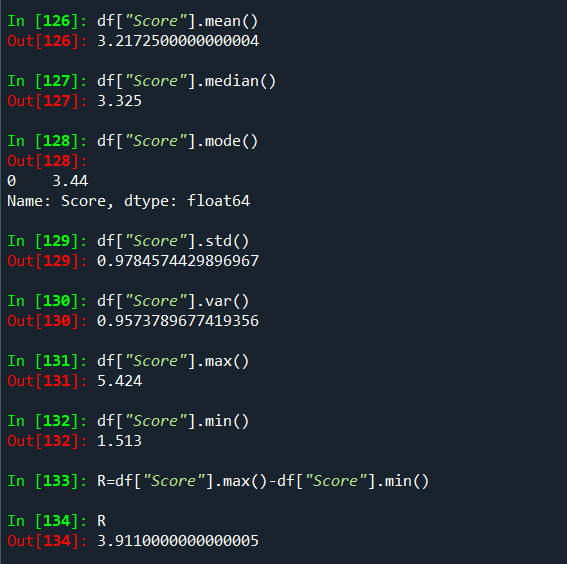 In [126]: df["Score"].mean()
Out[126]: 3.2172500000000004
In [127]: df["Score"].median()
Out[127]: 3.325
In [128]: df["Score"].mode()
Out[128]:
0    3.44
Name: Score, dtype: float64
In [129]: df["Score"].std()
Out[129]: 0.9784574429896967
In [130]: df["Score"].var()
Out[130]: 0.9573789677419356
In [131]: df["Score"].max()
Out[131]: 5.424
In [132]: df["Score"].min()
Out[132]: 1.513
In [133]: R=df["Score"].max()-df["Score"].min()
In [134]: R
Out[134]: 3.9110000000000005